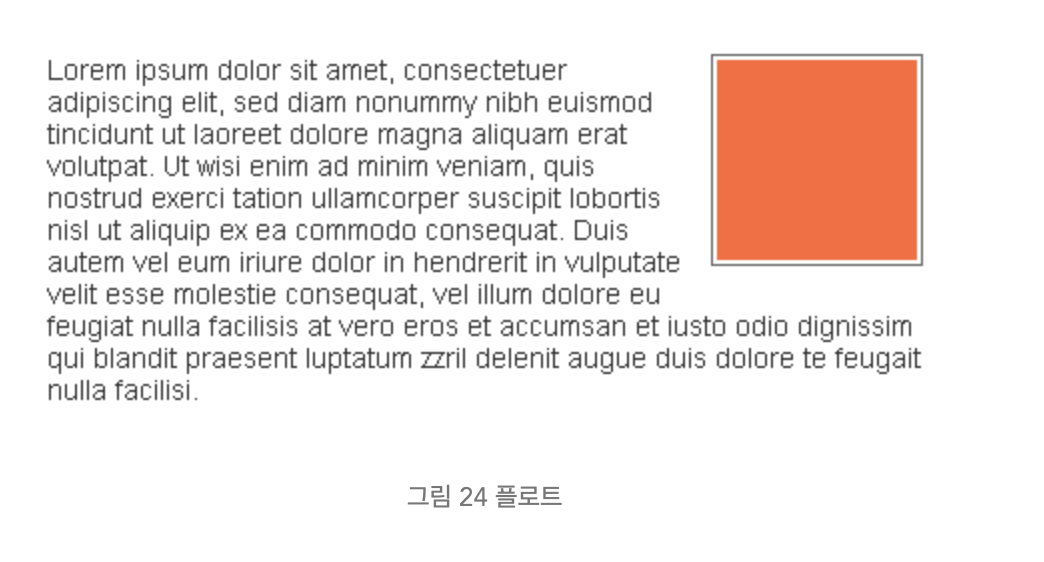 Lorem ipsum dolor sit amet, consectetuer
adipiscing elit, sed diam nonummy nibh euismod
tincidunt ut laoreet dolore magna aliquam erat
volutpat. Ut wisi enim ad minim veniam, quis
nostrud exerci tation ullamcorper suscipit lobortis
nisl ut aliquip ex ea commodo consequat. Duis
autem vel eum iriure dolor in hendrerit in vulputate
velit esse molestie consequat, vel illum dolore eu
feugiat nulla facilisis at vero eros et accumsan et iusto odio dignissim
qui blandit praesent luptatum zzril delenit augue duis dolore te feugait
nulla facilisi.
그림 24 플로트